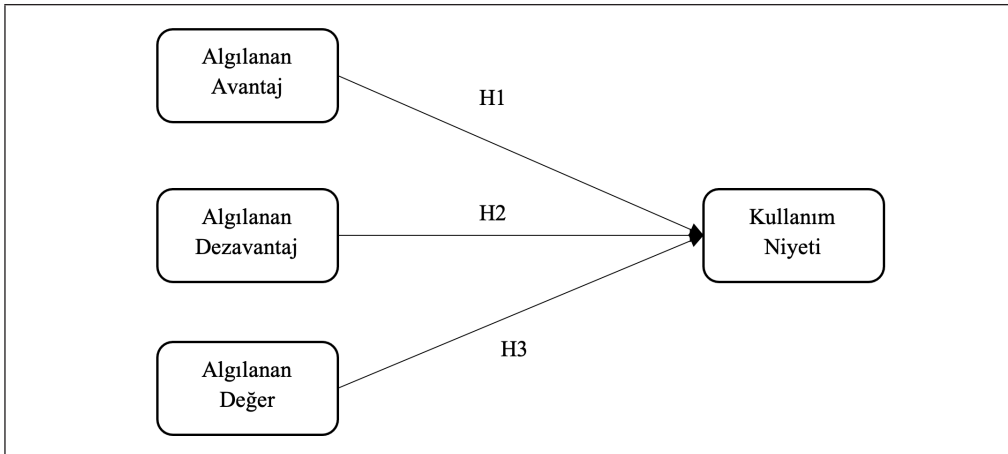 Algılanan
Avantaj
H1
Algılanan
Dezavantaj
H2
Kullanım
Niyeti
H3
Algılanan
Değer